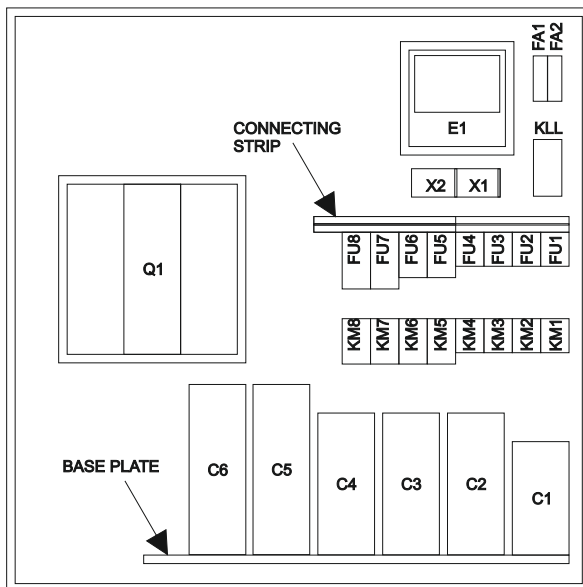 FA1
FA2
E1
KLL
CONNECTING
STRIP
X2 X1
FU8 FU7 FU6 FU5 FU4 FU3 FU2 FU1
Q1
KM8 KM7 KM6 KM5 KM4 KM3 KM2 KM1
BASE PLATE
C6 C5 C4 C3 C2 C1